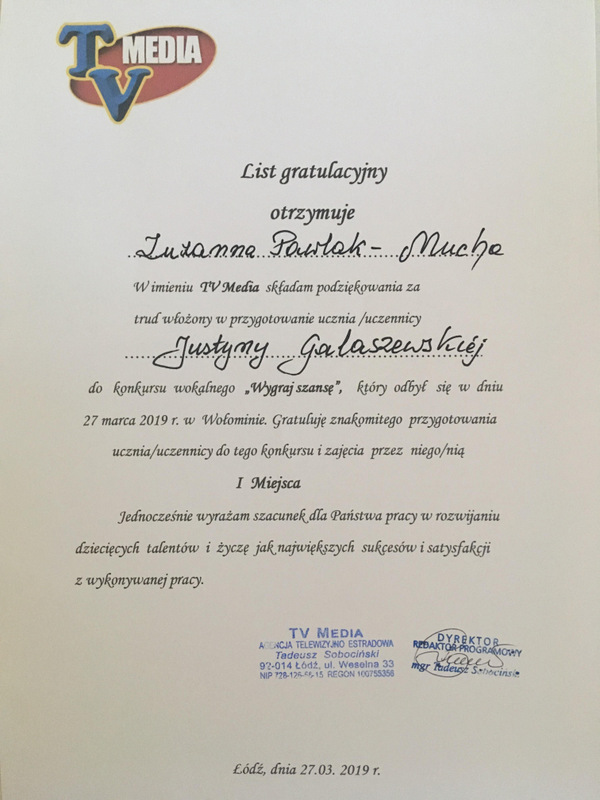 TV MEDIA
List gratulacyjny
otrzymuje
Zuzanna Pawlak - Mucha
W imieniu TV Media składam podziękowania za
trud włożony w przygotowanie ucznia /uczennicy
Justyny Gałaszewskiej
do konkursu wokalnego „Wygraj szansę”, który odbył się w dniu
27 marca 2019 r. w Wołominie. Gratuluję znakomitego przygotowania
ucznia/uczennicy do tego konkursu i zajęcia przez niego/nią
I Miejsca
Jednocześnie wyrażam szacunek dla Państwa pracy w rozwijaniu
dziecięcych talentów i życzę jak największych sukcesów i satysfakcji
z wykonywanej pracy.
TV MEDIA
AGENCJA TELEWIZYJNO ESTRADOWA
Tadeusz Sobociński
92-014 Łódź, ul. Weselna 33
NIP REGON 100755356
DYREKTOR
REDAKTOR PROGRAMOWY
mgr Tadeusz Sobociński
Łódź, dnia 27.03. 2019 r.